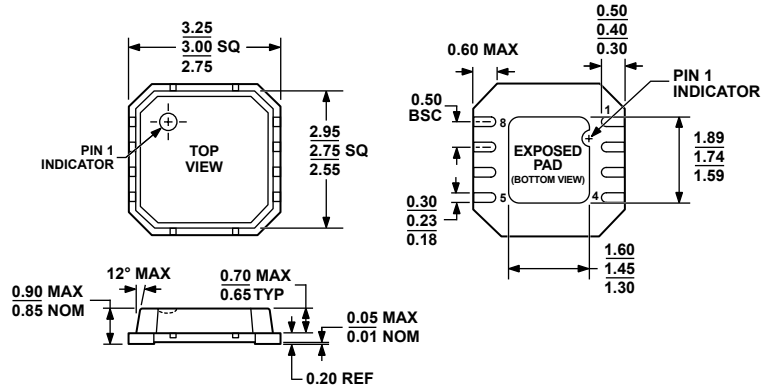 3.25
3.00 SQ
2.75
PIN 1
INDICATOR
TOP
VIEW
2.95
2.75 SQ
2.55
0.60 MAX
0.50
0.40
0.30
PIN 1
INDICATOR
0.50
BSC
8
1
EXPOSED
PAD
(BOTTOM VIEW)
1.89
1.74
1.59
0.30
0.23
0.18
5
4
1.60
1.45
1.30
12° MAX
0.90 MAX
0.85 NOM
0.70 MAX
0.65 TYP
0.05 MAX
0.01 NOM
0.20 REF